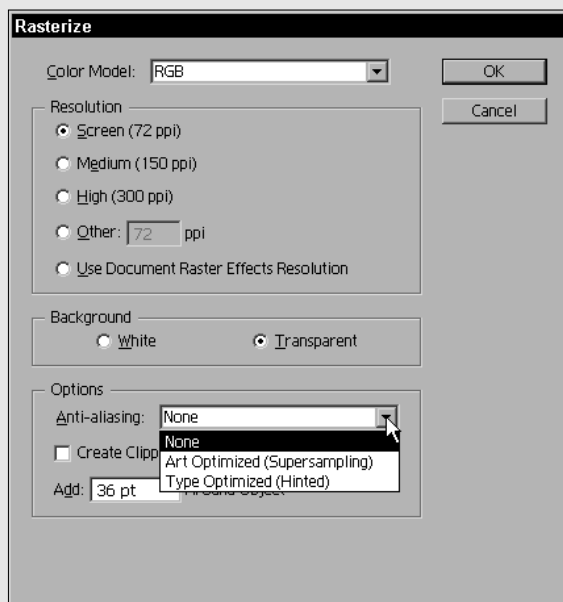 Rasterize
Color Model: RGB
OK
Cancel
Resolution
Screen (72 ppi)
Medium (150 ppi)
High (300 ppi)
Other: 72 ppi
Use Document Raster Effects Resolution
Background
White Transparent
Options
Anti-aliasing: None
None
Create Clipp
Art Optimized (Supersampling)
Type Optimized (Hinted)
Add: 36 pt Around Object